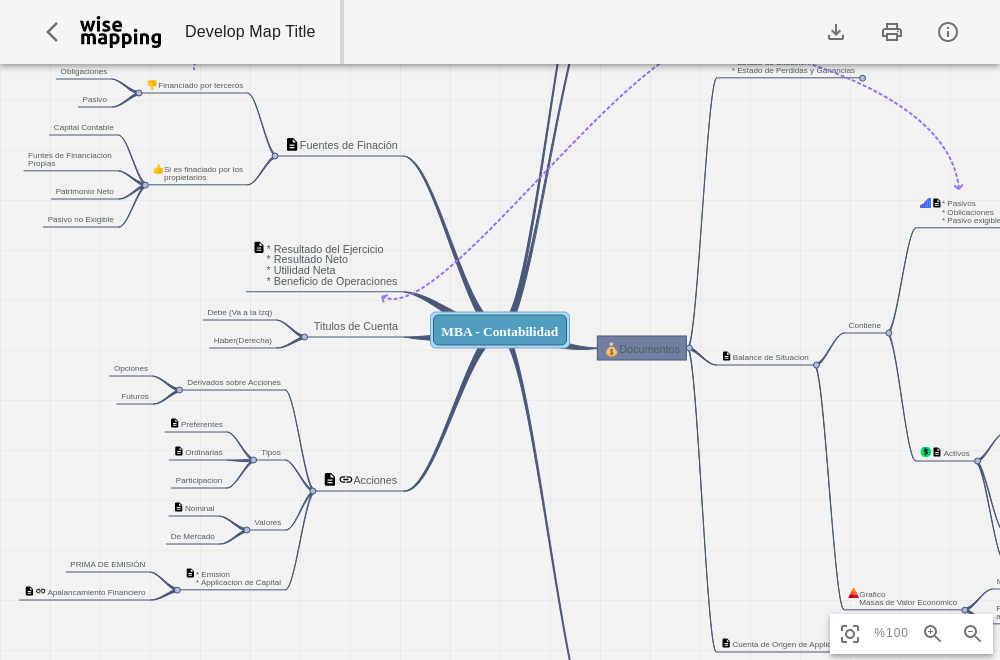 wise
mapping
Develop Map Title
Obligaciones
Financiado por terceros
Pasivo
Capital Contable
Fuentes de Finación
Funtes de Financiacion
Propias
Si es finaciado por los
propietarios
Patrimonio Neto
Pasivo no Exigible
* Resultado del Ejercicio
* Resultado Neto
* Utilidad Neta
* Beneficio de Operaciones
Debe (Va a la Izq)
Titulos de Cuenta
Haber(Derecha)
MBA - Contabilidad
Opciones
Derivados sobre Acciones
Futuros
Preferentes
Ordinarias
Tipos
Participacion
Acciones
Nominal
Valores
De Mercado
PRIMA DE EMISIÓN
* Emision
* Applicacion de Capital
Apalancamiento Financiero
* Estado de Perdidas y Ganancias
* Pasivos
* Oblicaciones
* Pasivo exigible
Documentos
Balance de Situacion
Contiene
Activos
Grafico
Masas de Valor Economico
Cuenta de Origen de Applic
%100